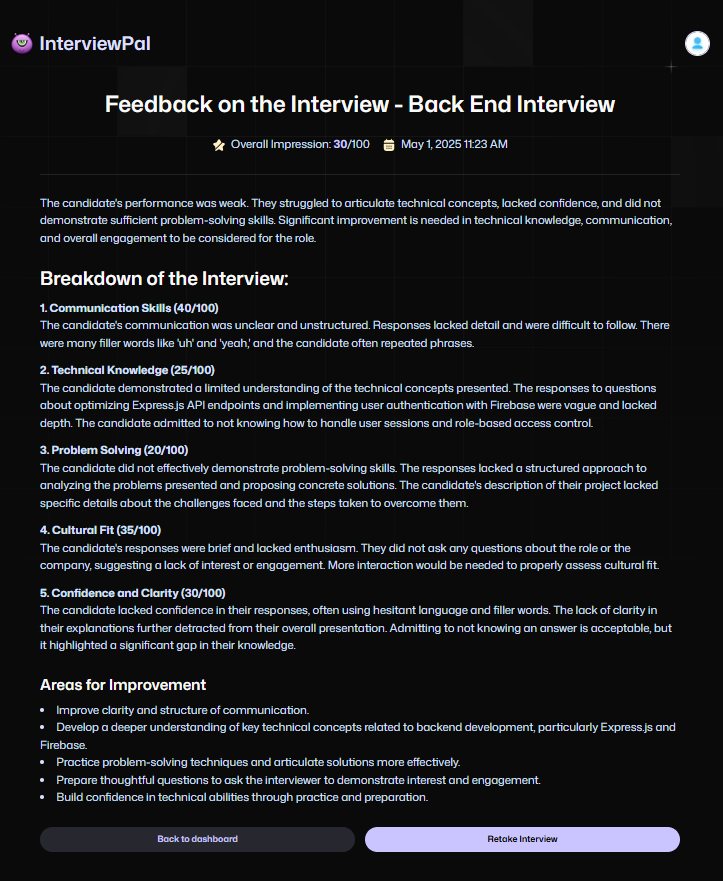 InterviewPal
Feedback on the Interview - Back End Interview
Overall Impression: 30/100 May 1, 2025 11:23 AM
The candidate's performance was weak. They struggled to articulate technical concepts, lacked confidence, and did not
demonstrate sufficient problem-solving skills. Significant improvement is needed in technical knowledge, communication,
and overall engagement to be considered for the role.
Breakdown of the Interview:
1. Communication Skills (40/100)
The candidate's communication was unclear and unstructured. Responses lacked detail and were difficult to follow. There
were many filler words like 'uh' and 'yeah,' and the candidate often repeated phrases.
2. Technical Knowledge (25/100)
The candidate demonstrated a limited understanding of the technical concepts presented. The responses to questions
about optimizing Express.js API endpoints and implementing user authentication with Firebase were vague and lacked
depth. The candidate admitted to not knowing how to handle user sessions and role-based access control.
3. Problem Solving (20/100)
The candidate did not effectively demonstrate problem-solving skills. The responses lacked a structured approach to
analyzing the problems presented and proposing concrete solutions. The candidate's description of their project lacked
specific details about the challenges faced and the steps taken to overcome them.
4. Cultural Fit (35/100)
The candidate's responses were brief and lacked enthusiasm. They did not ask any questions about the role or the
company, suggesting a lack of interest or engagement. More interaction would be needed to properly assess cultural fit.
5. Confidence and Clarity (30/100)
The candidate lacked confidence in their responses, often using hesitant language and filler words. The lack of clarity in
their explanations further detracted from their overall presentation. Admitting to not knowing an answer is acceptable, but
it highlighted a significant gap in their knowledge.
Areas for Improvement
• Improve clarity and structure of communication.
• Develop a deeper understanding of key technical concepts related to backend development, particularly Express.js and
Firebase.
• Practice problem-solving techniques and articulate solutions more effectively.
• Prepare thoughtful questions to ask the interviewer to demonstrate interest and engagement.
• Build confidence in technical abilities through practice and preparation.
Back to dashboard
Retake Interview